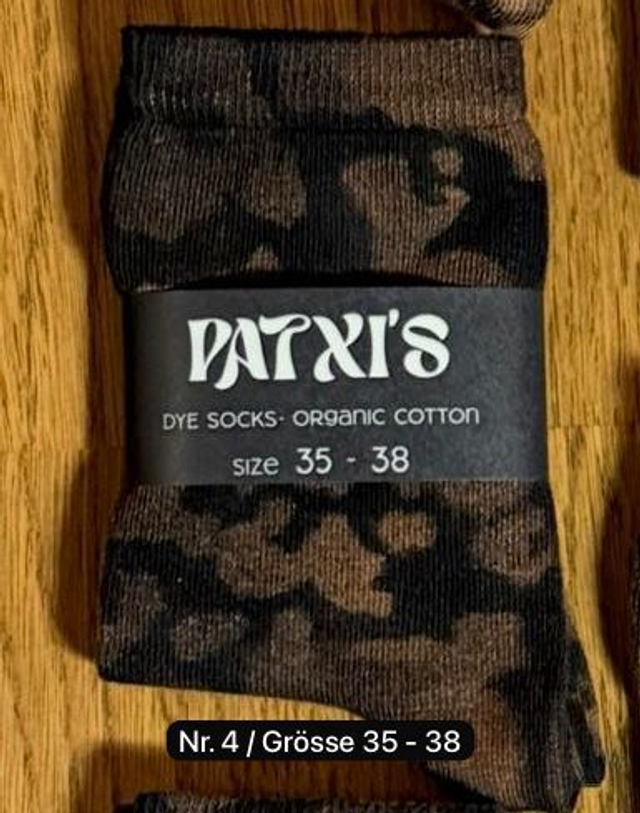 PATXI'S
DYE SOCKS- ORganIC COTTOn
sIze 35 - 38
Nr. 4 / Grösse 35 - 38